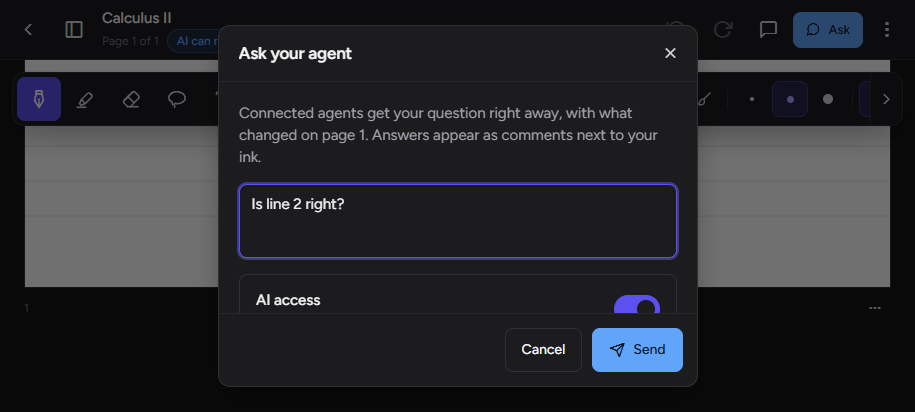 Calculus II
Page 1 of 1
AI can r
Ask
Ask your agent
Connected agents get your question right away, with what
changed on page 1. Answers appear as comments next to your
ink.
Is line 2 right?
AI access
1
Cancel
Send